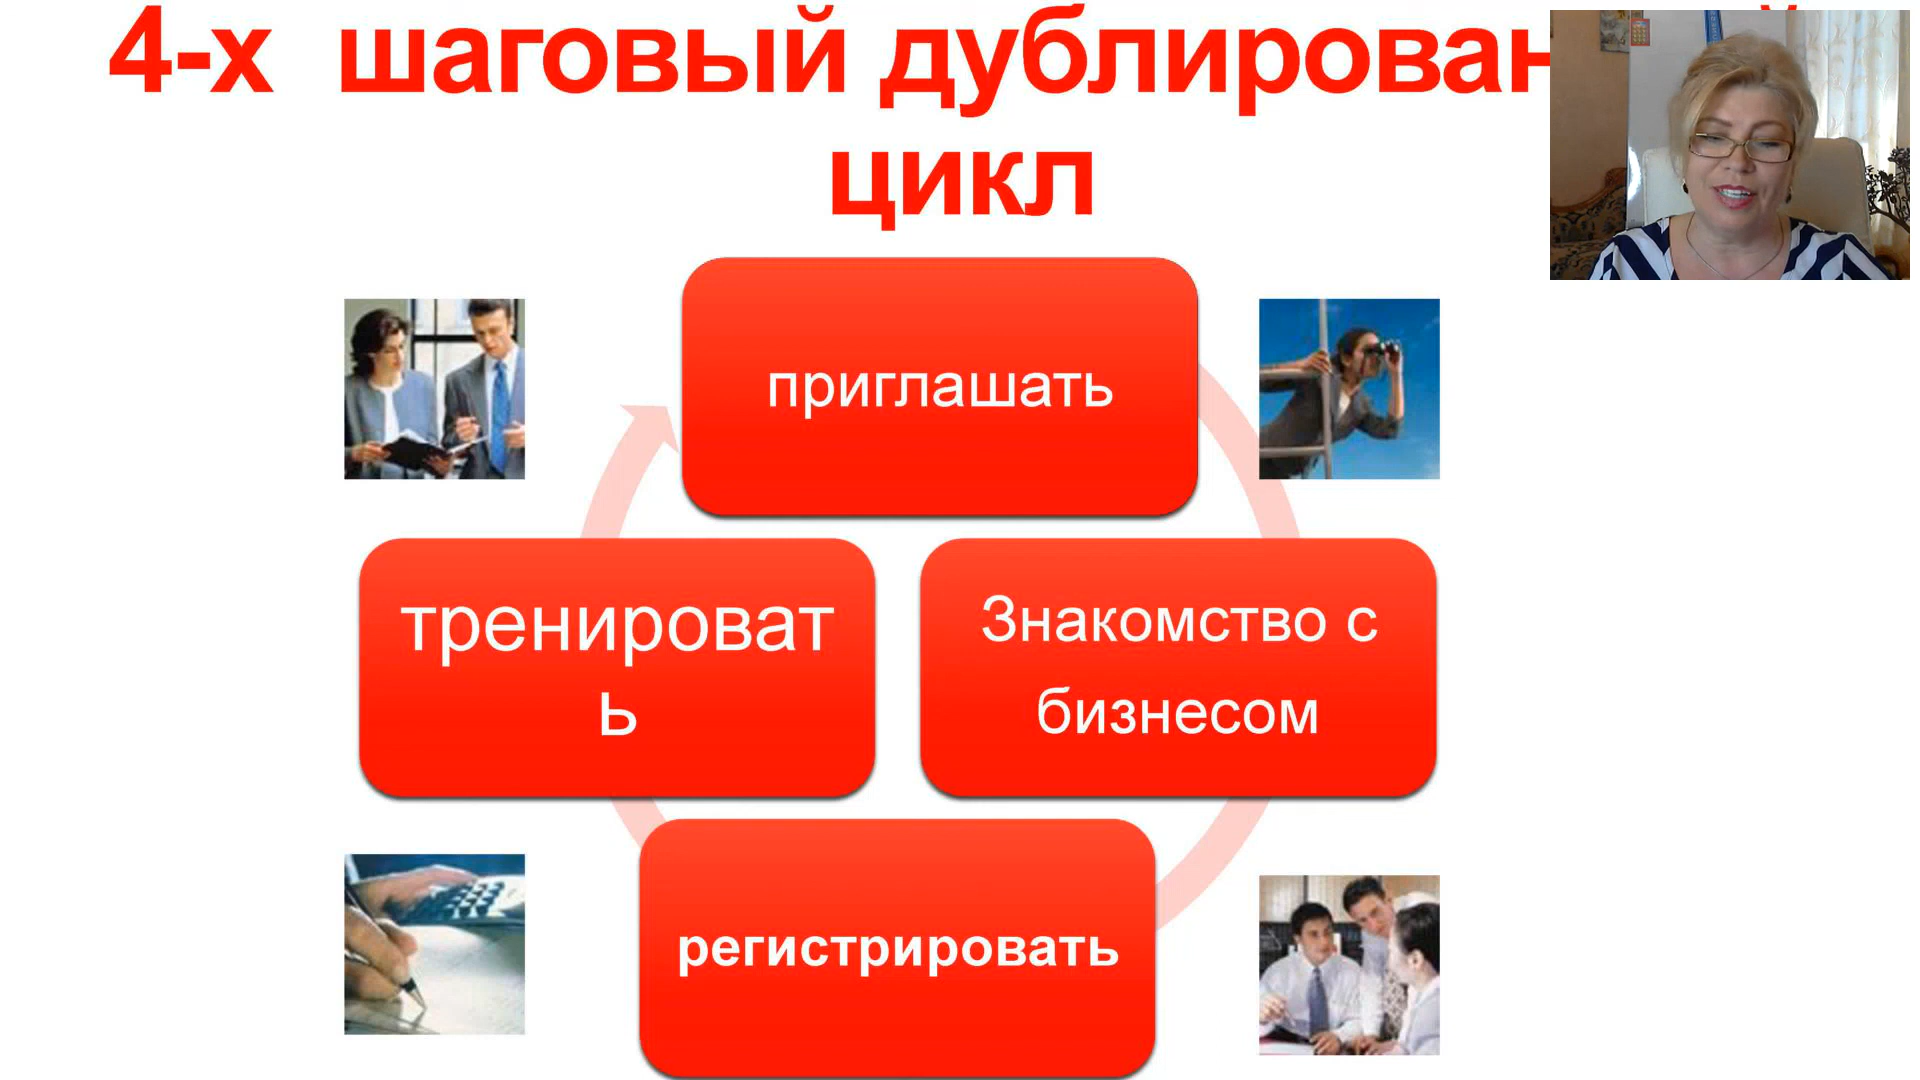 4-х шаговый дублирован
цикл
приглашать
Знакомство с
бизнесом
регистрировать
тренироват
ь